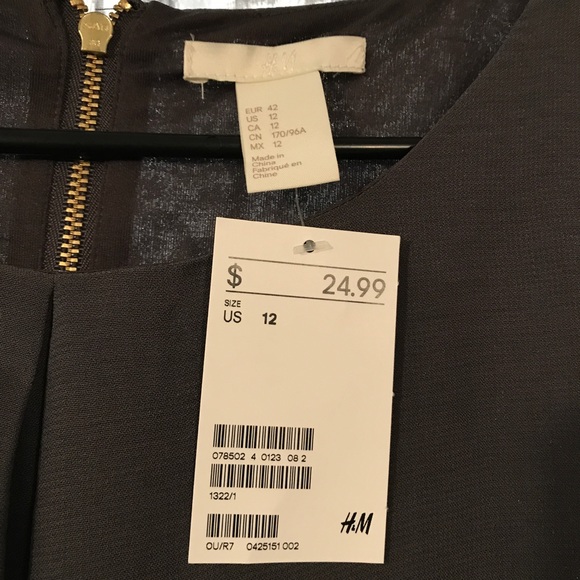 H&M
EUR 42
US 12
CA 12
CN 170/96A
MX 12
Made in
China
Fabriqué en
Chine
$ 24.99
SIZE
US 12
078502 4 0123 08 2
1322/1
H&M
OU/R7 0425151 002